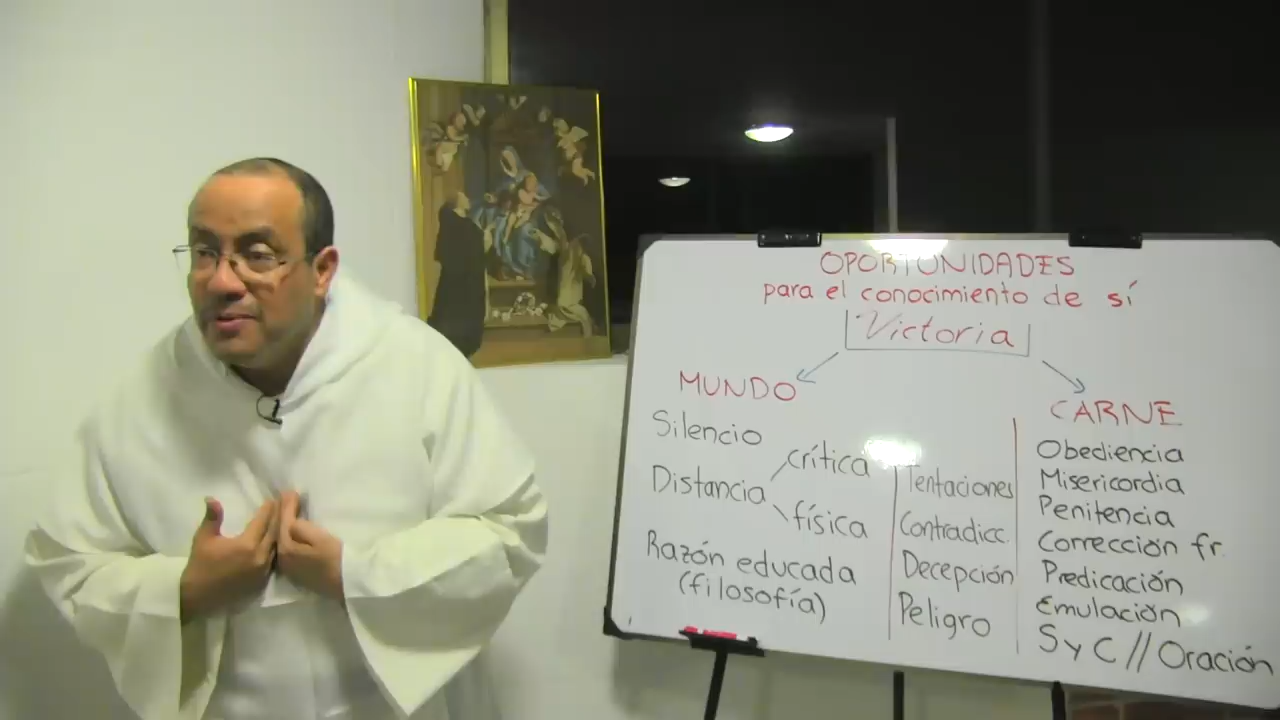 OPORTUNIDADES
para el conocimiento de sí
Victoria
MUNDO
Silencio
Distancia
crítica
física
Razón educada
(filosofía)
Tentaciones
Contradicc.
Decepción
Peligro
CARNE
Obediencia
Misericordia
Penitencia
Corrección fr.
Predicación
Emulación
S y C // Oración